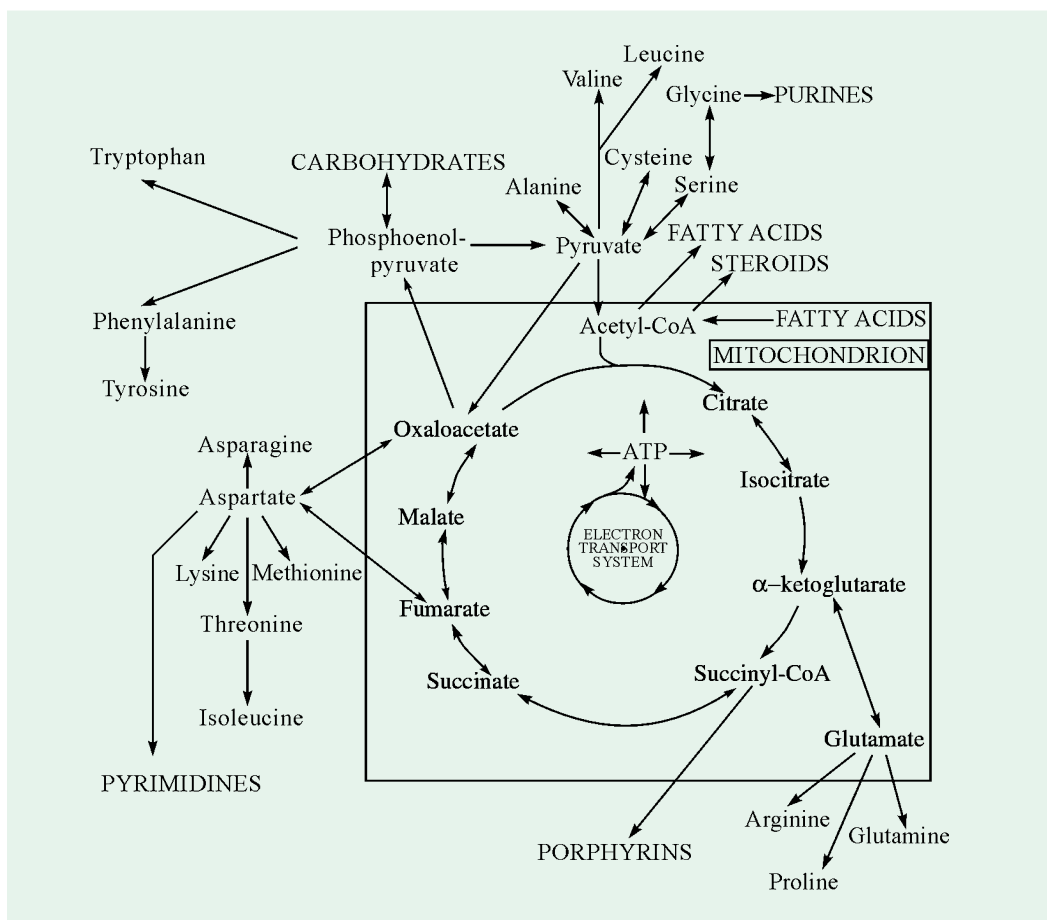 Leucine
Valine
Glycine
PURINES
Tryptophan
CARBOHYDRATES
Cysteine
Alanine
Serine
Phosphoenol-
pyruvate
Pyruvate
FATTY ACIDS
STEROIDS
Phenylalanine
Acetyl-CoA
FATTY ACIDS
MITOCHONDRION
Tyrosine
Citrate
Oxaloacetate
Asparagine
ATP
Isocitrate
Aspartate
Malate
ELECTRON
TRANSPORT
SYSTEM
Lysine
Methionine
α–ketoglutarate
Fumarate
Threonine
Succinate
Succinyl-CoA
Isoleucine
Glutamate
PYRIMIDINES
Arginine
Glutamine
PORPHYRINS
Proline